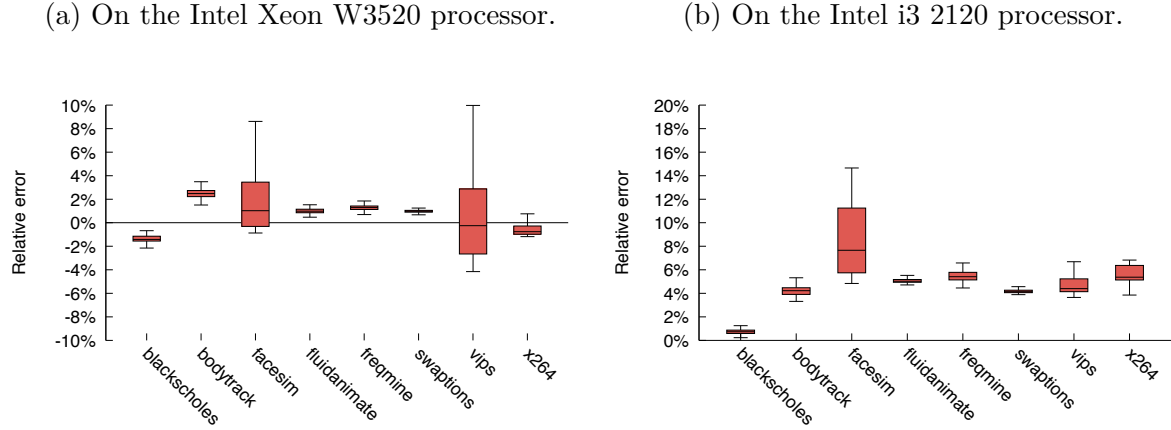 (a) On the Intel Xeon W3520 processor.
(b) On the Intel i3 2120 processor.
Relative error
10%
8%
6%
4%
2%
0%
-2%
-4%
-6%
-8%
-10%
blackscholes
bodytrack
facesim
fluidanimate
freqmine
swaptions
vips
x264
Relative error
20%
18%
16%
14%
12%
10%
8%
6%
4%
2%
0%
blackscholes
bodytrack
facesim
fluidanimate
freqmine
swaptions
vips
x264